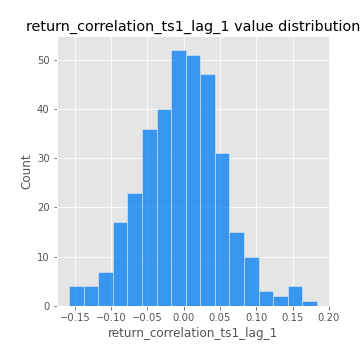 return_correlation_ts1_lag_1 value distribution
50
40
30
20
10
0
Count
−0.15 −0.10 −0.05 0.00 0.05 0.10 0.15 0.20
return_correlation_ts1_lag_1